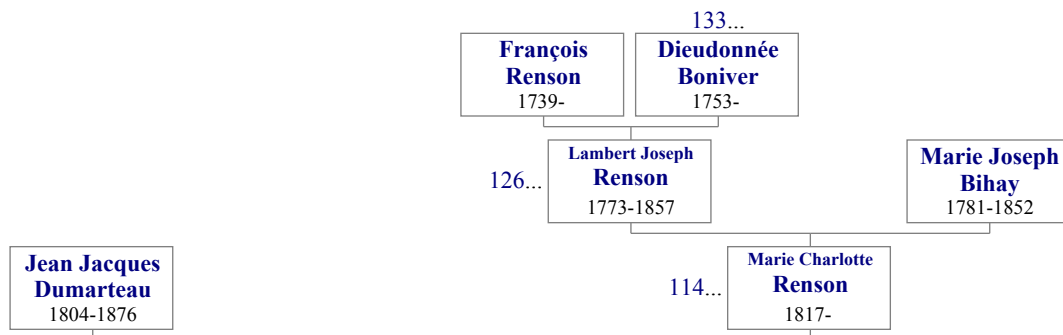 133...
François
Renson
1739-
Dieudonnée
Boniver
1753-
126...
Lambert Joseph
Renson
1773-1857
Marie Joseph
Bihay
1781-1852
Jean Jacques
Dumarteau
1804-1876
114...
Marie Charlotte
Renson
1817-